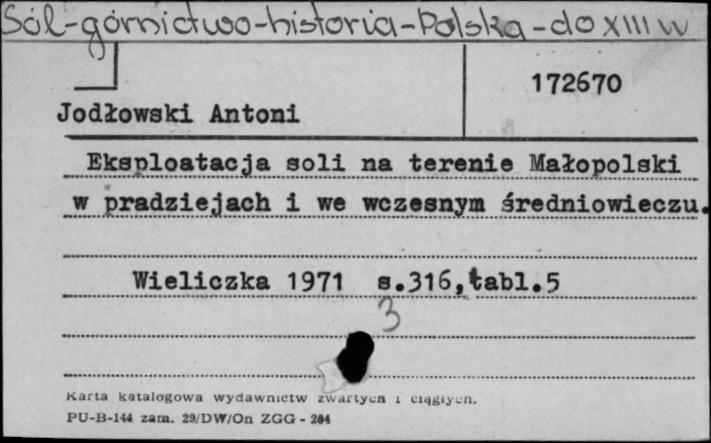 Sól-górnictwo-historia-Polska-do XIII w
172670
Jodłowski Antoni
Eksploatacja soli na terenie Małopolski
w pradziejach i we wczesnym średniowieczu.
Wieliczka 1971 s.316,tabl.5
3
Karta katalogowa wydawnictw zwartych i ciągłych.
PU-B-144 zam. 29/DW/On ZGG - 204